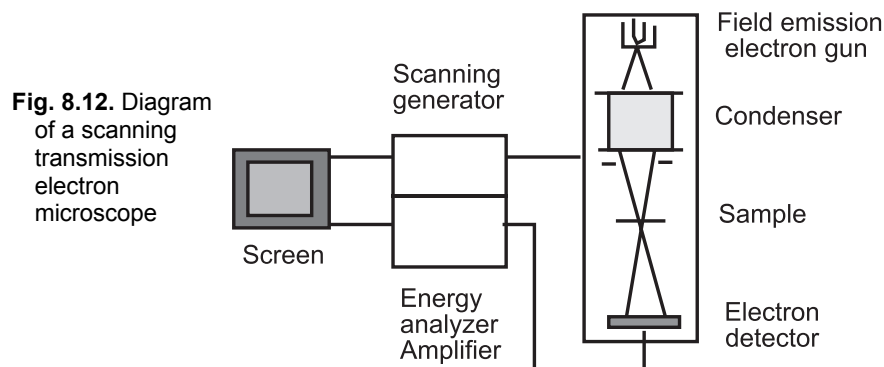 Fig. 8.12. Diagram
of a scanning
transmission
electron
microscope
Screen
Scanning
generator
Energy
analyzer
Amplifier
Field emission
electron gun
Condenser
Sample
Electron
detector